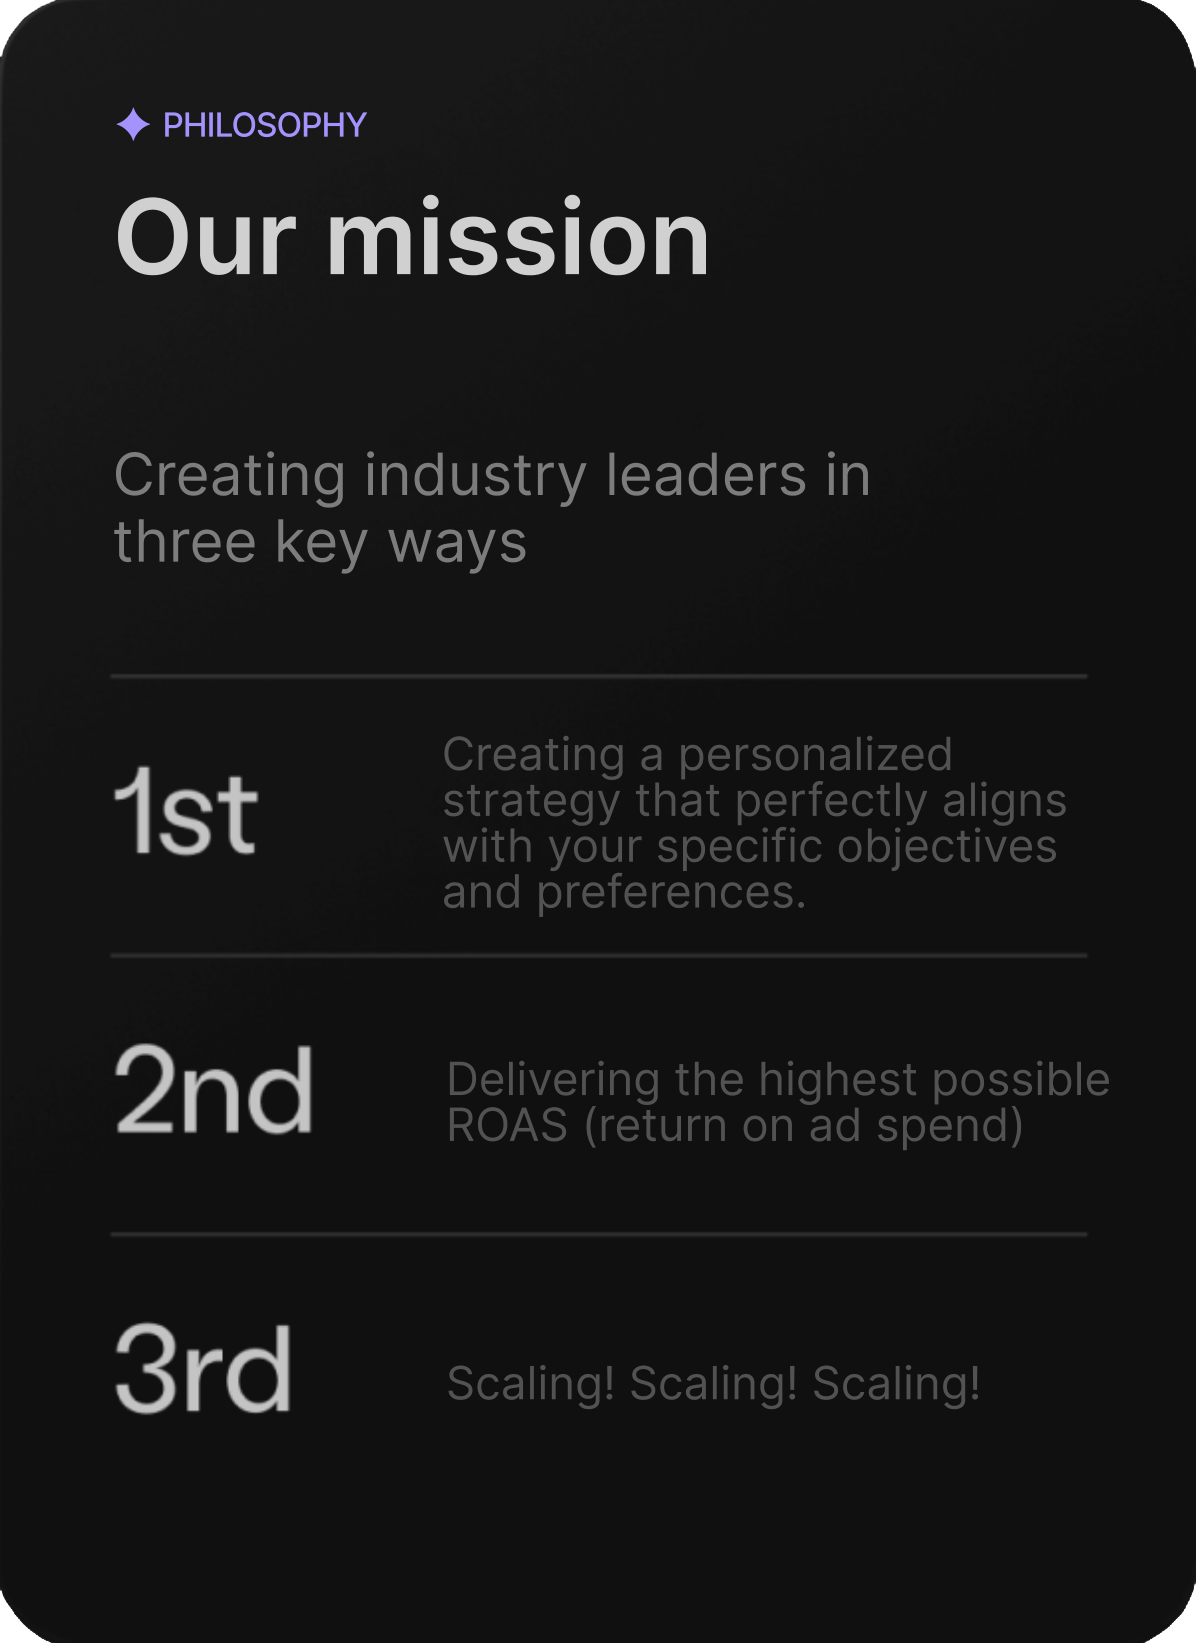 PHILOSOPHY
Our mission
Creating industry leaders in
three key ways
1st
Creating a personalized
strategy that perfectly aligns
with your specific objectives
and preferences.
2nd
Delivering the highest possible
ROAS (return on ad spend)
3rd
Scaling! Scaling! Scaling!